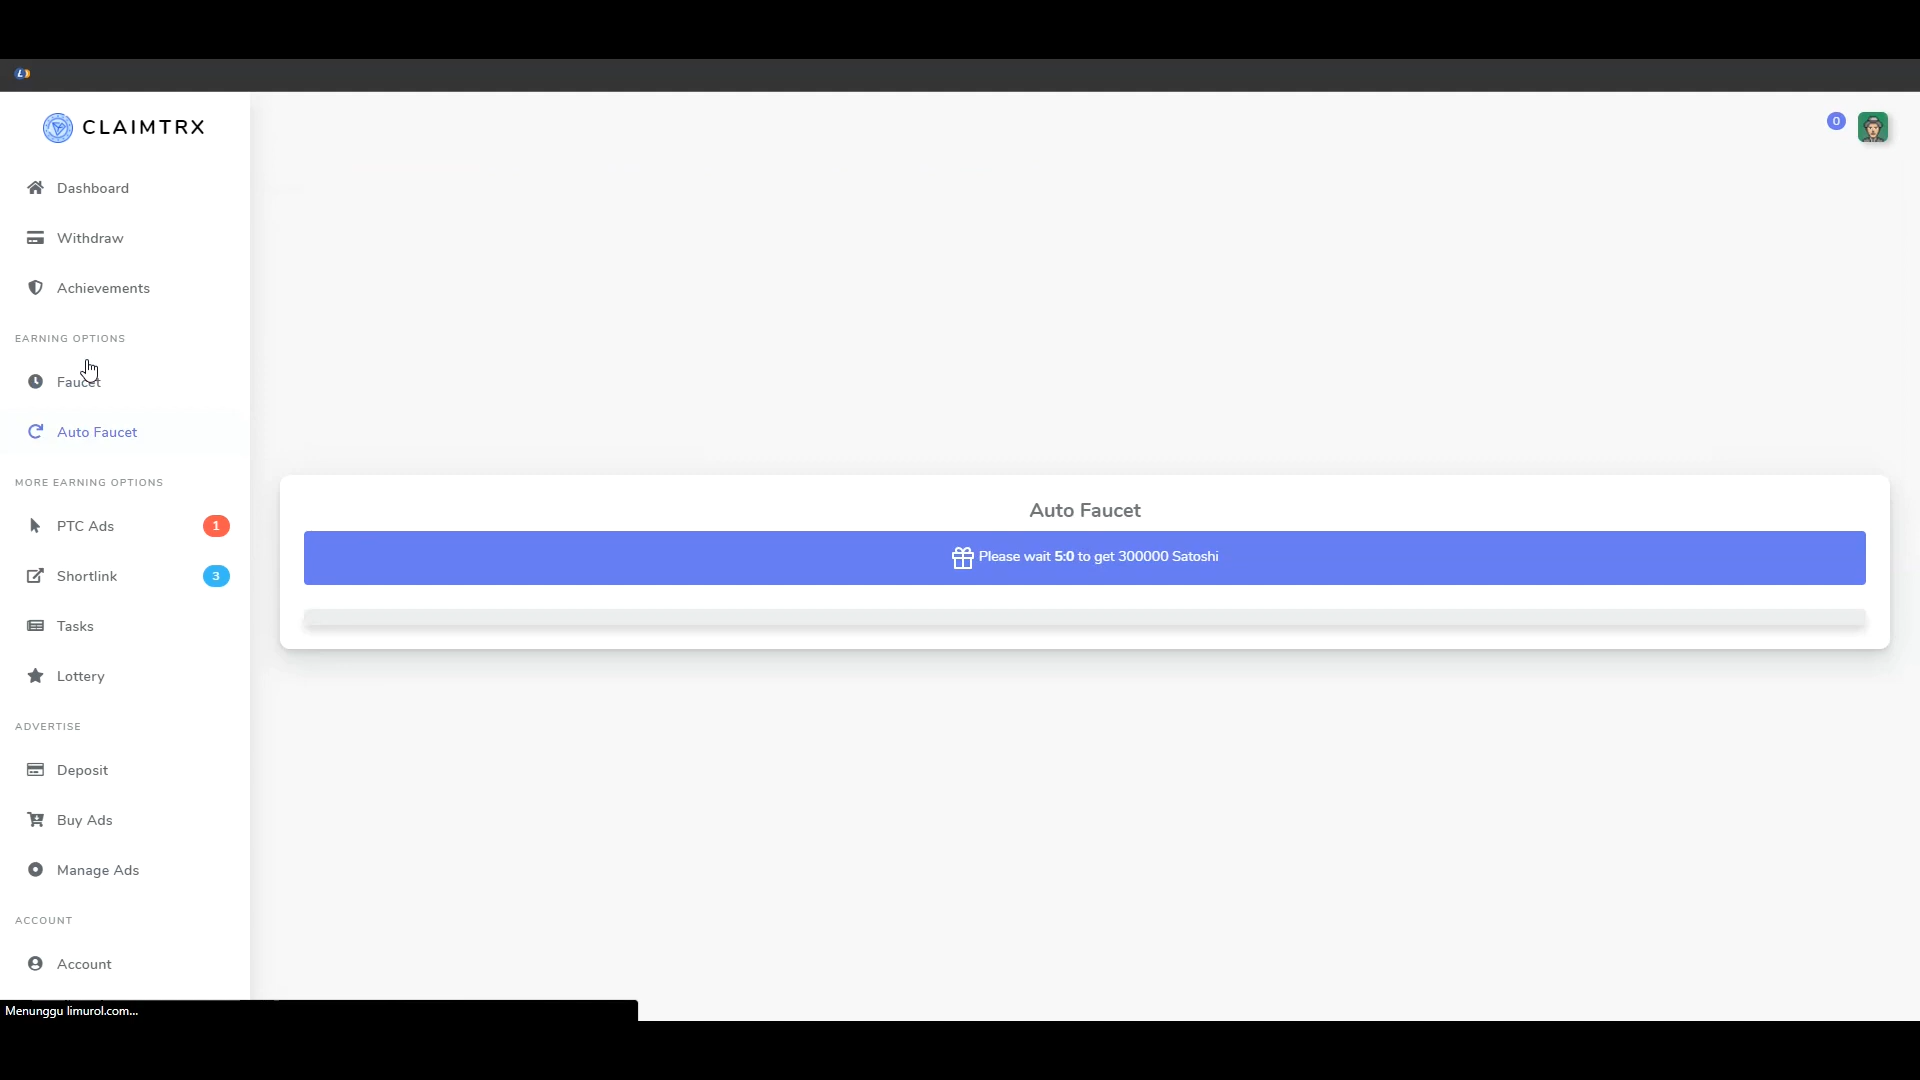 CLAIMTRX
0
Dashboard
Withdraw
Achievements
EARNING OPTIONS
Faucet
Auto Faucet
MORE EARNING OPTIONS
PTC Ads 1
Shortlink 3
Tasks
Lottery
ADVERTISE
Deposit
Buy Ads
Manage Ads
ACCOUNT
Account
Auto Faucet
Please wait 5:0 to get 300000 Satoshi
Menunggu limurol.com...